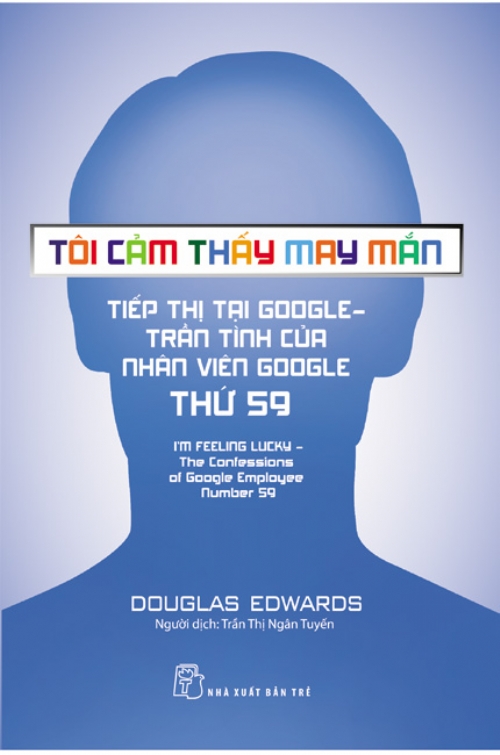 TÔI CẢM THẤY MAY MẮN
TIẾP THỊ TẠI GOOGLE-
TRẦN TÌNH CỦA
NHÂN VIÊN GOOGLE
THỨ 59
I'M FEELING LUCKY -
The Confessions
of Google Employee
Number 59
DOUGLAS EDWARDS
Người dịch: Trần Thị Ngân Tuyến
NHÀ XUẤT BẢN TRẺ